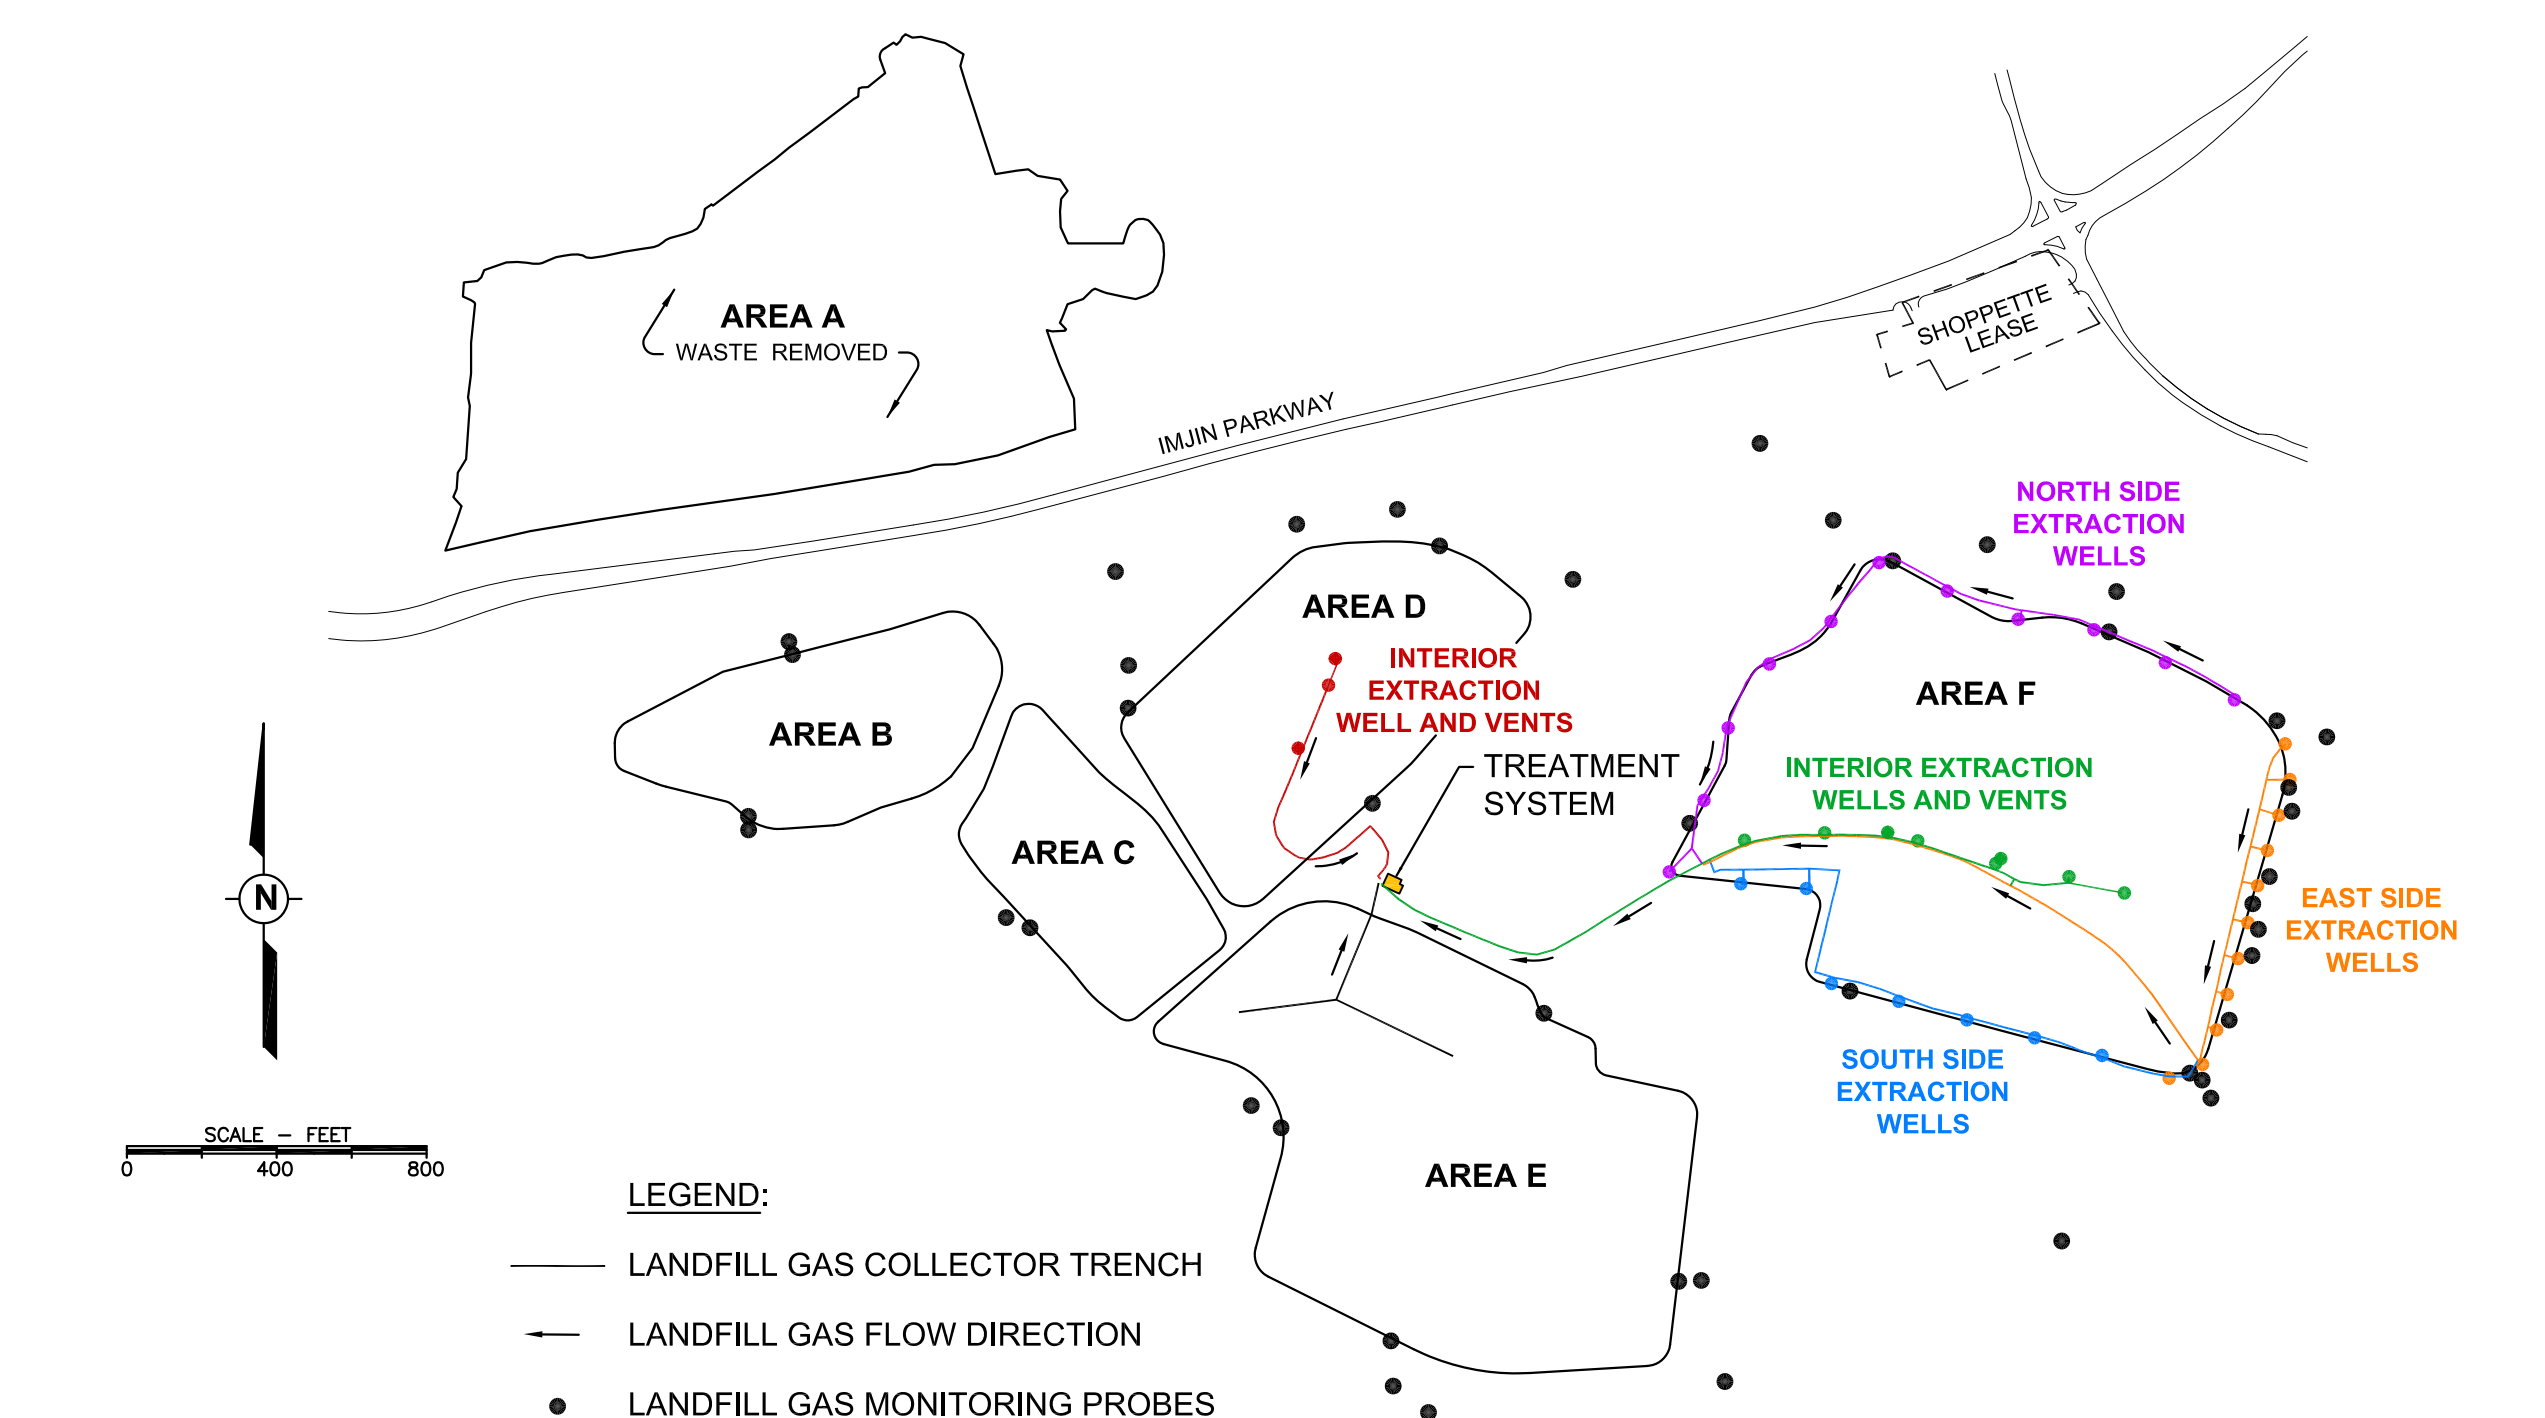 AREA A
WASTE REMOVED
IMJIN PARKWAY
SHOPPETTE
LEASE
NORTH SIDE
EXTRACTION
WELLS
AREA D
INTERIOR
EXTRACTION
WELL AND VENTS
AREA F
AREA B
TREATMENT
SYSTEM
INTERIOR EXTRACTION
WELLS AND VENTS
AREA C
N
EAST SIDE
EXTRACTION
WELLS
SOUTH SIDE
EXTRACTION
WELLS
SCALE - FEET
0 400 800
AREA E
LEGEND:
LANDFILL GAS COLLECTOR TRENCH
LANDFILL GAS FLOW DIRECTION
LANDFILL GAS MONITORING PROBES